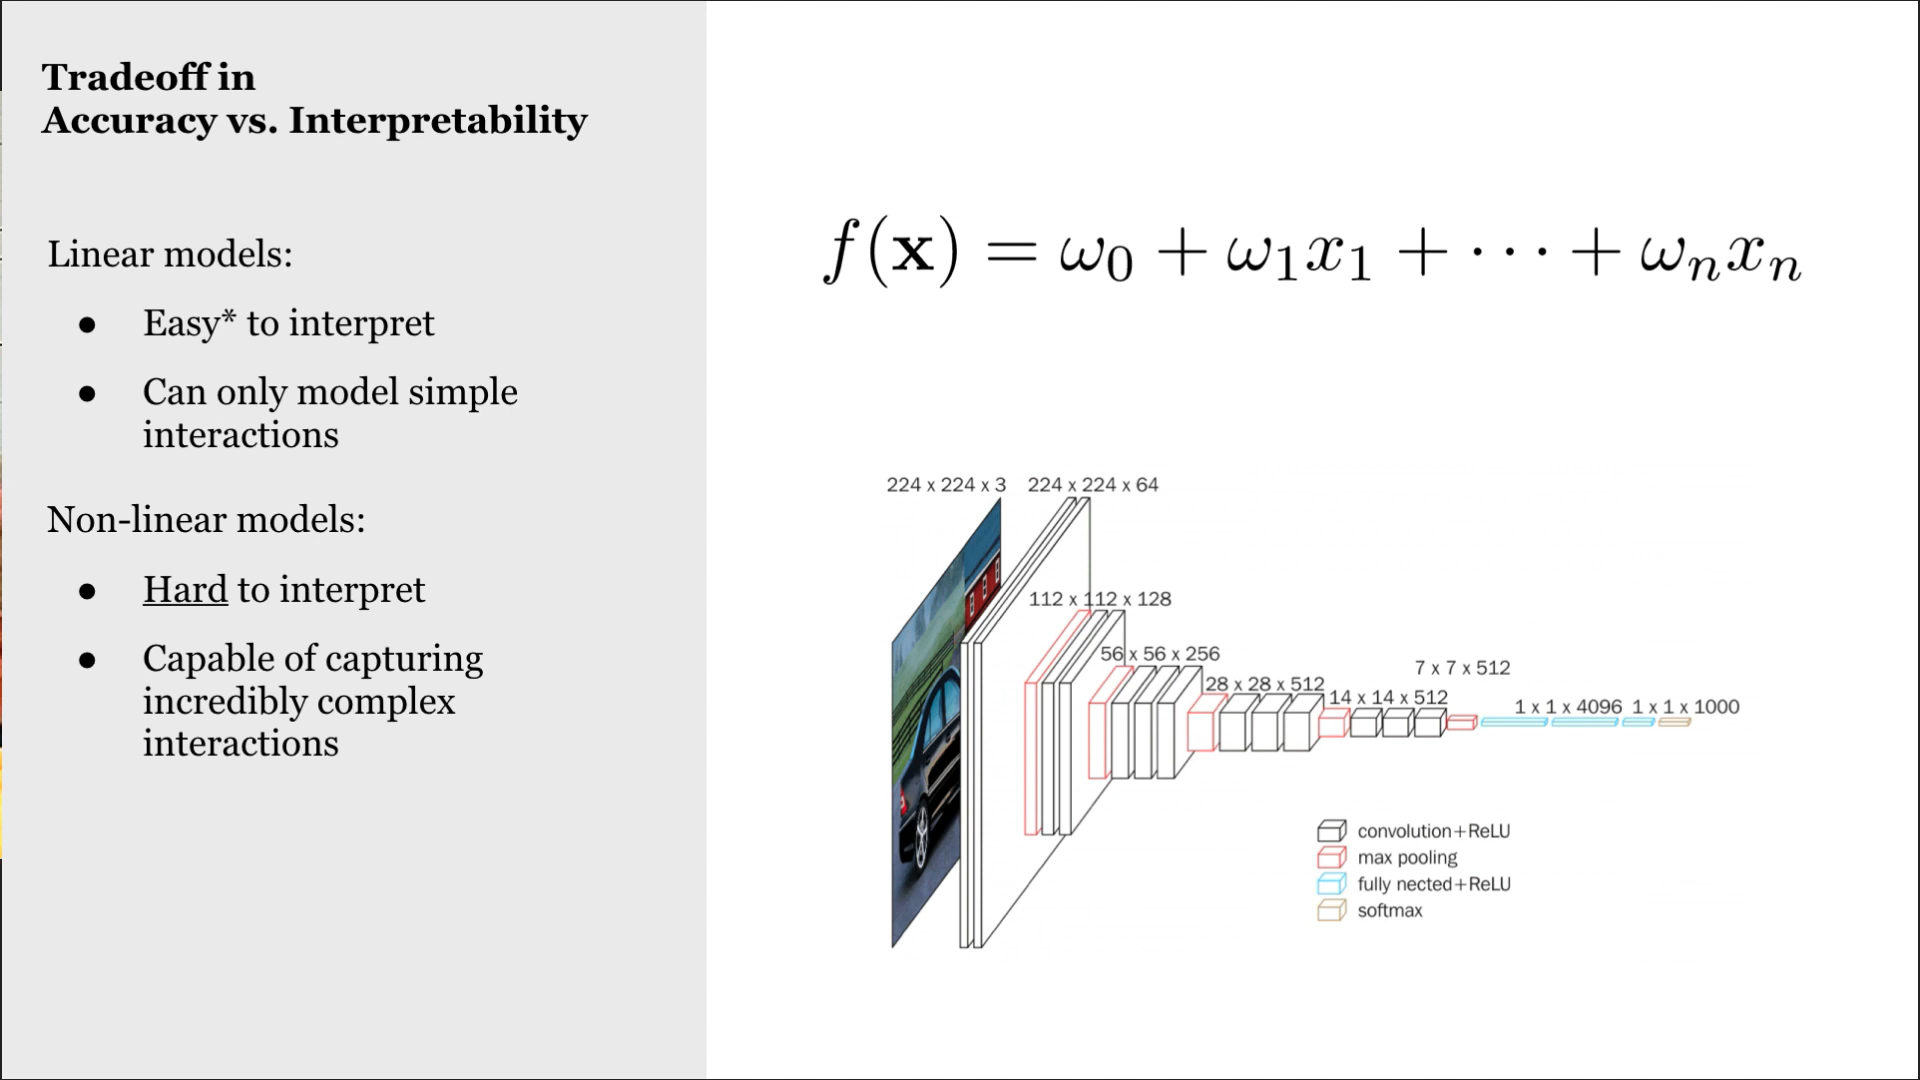 Tradeoff in
Accuracy vs. Interpretability
Linear models:
● Easy* to interpret
● Can only model simple
interactions
Non-linear models:
● Hard to interpret
● Capable of capturing
incredibly complex
interactions
f(x) = ω₀ + ω₁x₁ + ⋯ + ωₙxₙ
224 x 224 x 3 224 x 224 x 64
112 x 112 x 128
56 x 56 x 256
28 x 28 x 512
14 x 14 x 512
7 x 7 x 512
1 x 1 x 4096 1 x 1 x 1000
convolution+ReLU
max pooling
fully nected+ReLU
softmax